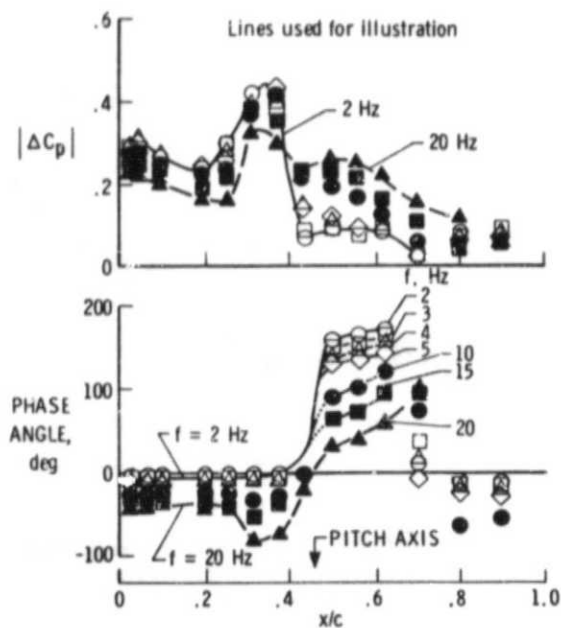 .6
Lines used for illustration
.4
|ΔCp|
2 Hz
20 Hz
.2
0
f, Hz
200
2
3
4
5
100
10
15
PHASE
ANGLE,
deg
f = 2 Hz
20
0
-100
f = 20 Hz
PITCH AXIS
0 .2 .4 .6 .8 1.0
x/c